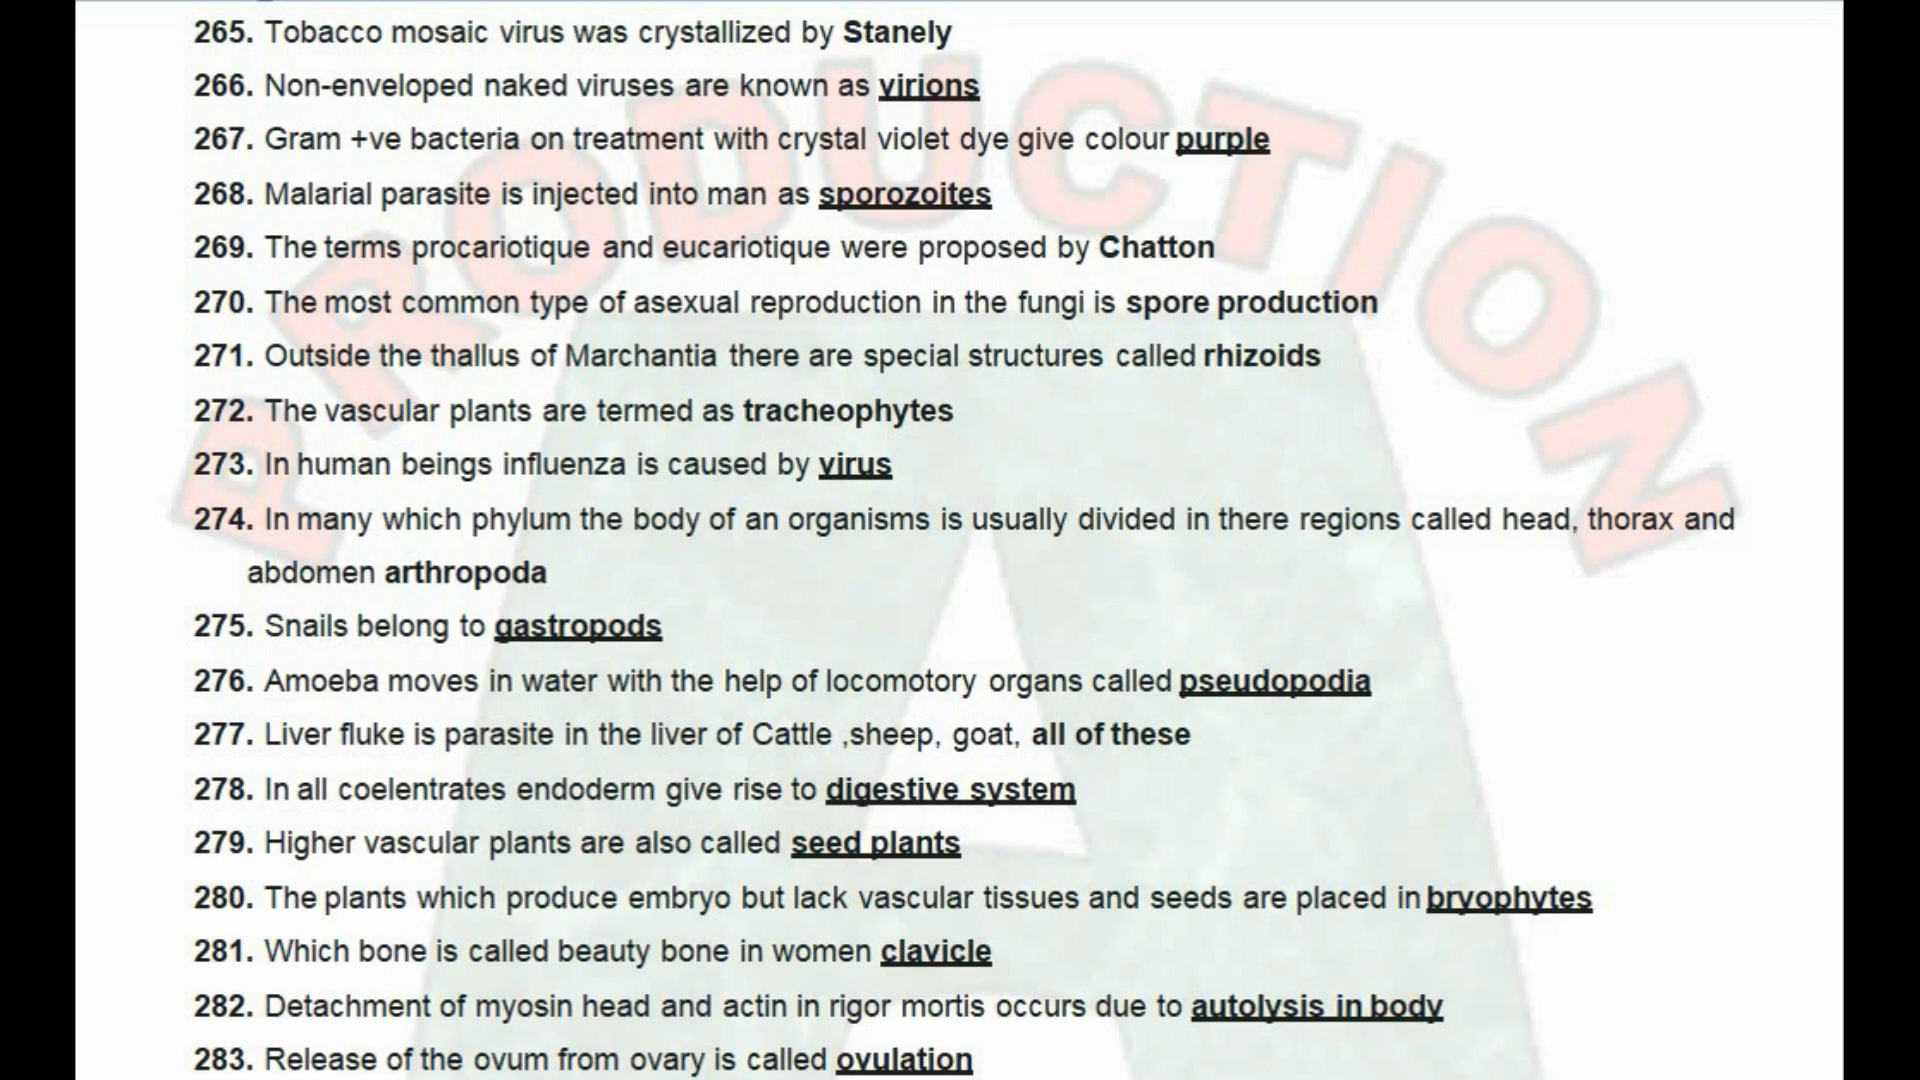 265. Tobacco mosaic virus was crystallized by Stanely
266. Non-enveloped naked viruses are known as virions
267. Gram +ve bacteria on treatment with crystal violet dye give colour purple
268. Malarial parasite is injected into man as sporozoites
269. The terms procariotique and eucariotique were proposed by Chatton
270. The most common type of asexual reproduction in the fungi is spore production
271. Outside the thallus of Marchantia there are special structures called rhizoids
272. The vascular plants are termed as tracheophytes
273. In human beings influenza is caused by virus
274. In many which phylum the body of an organisms is usually divided in there regions called head, thorax and
abdomen arthropoda
275. Snails belong to gastropods
276. Amoeba moves in water with the help of locomotory organs called pseudopodia
277. Liver fluke is parasite in the liver of Cattle ,sheep, goat, all of these
278. In all coelentrates endoderm give rise to digestive system
279. Higher vascular plants are also called seed plants
280. The plants which produce embryo but lack vascular tissues and seeds are placed in bryophytes
281. Which bone is called beauty bone in women clavicle
282. Detachment of myosin head and actin in rigor mortis occurs due to autolysis in body
283. Release of the ovum from ovary is called ovulation
PRODUCTION
A